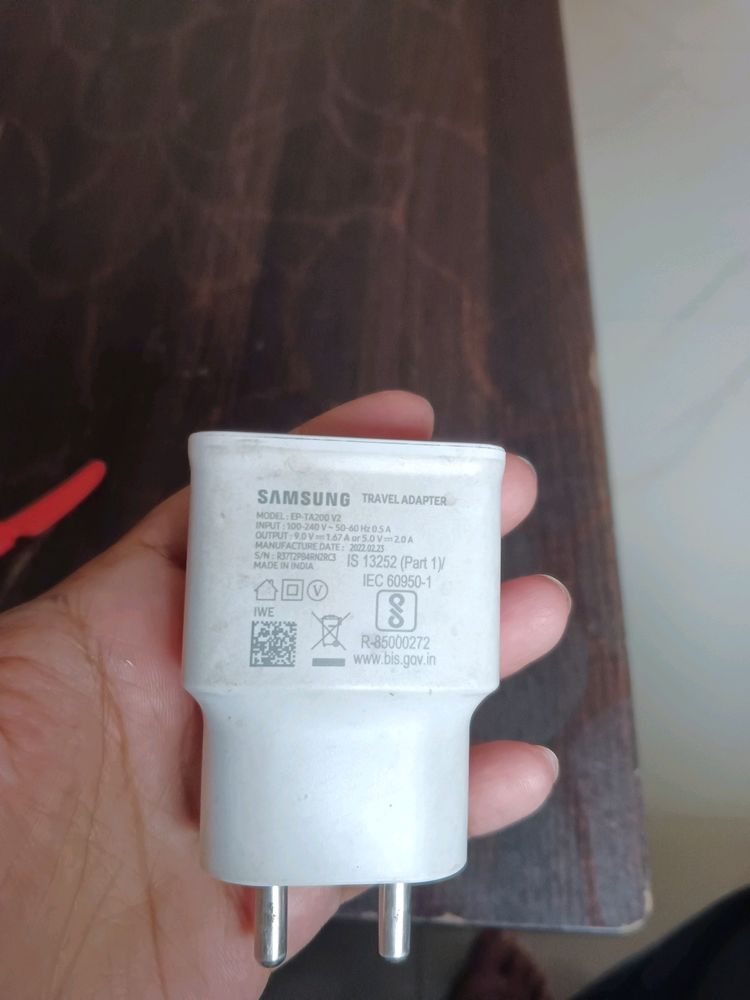 SAMSUNG TRAVEL ADAPTER
MODEL : EP-TA200 V2
INPUT : 100-240 V ~ 50-60 Hz 0.5 A
OUTPUT : 9.0 V⎓1.67 A or 5.0 V⎓2.0 A
MANUFACTURE DATE : 2022.02.23
S/N : R37T2PB4RN2RC3
MADE IN INDIA
IS 13252 (Part 1)/
IEC 60950-1
V
IWE
R-85000272
www.bis.gov.in